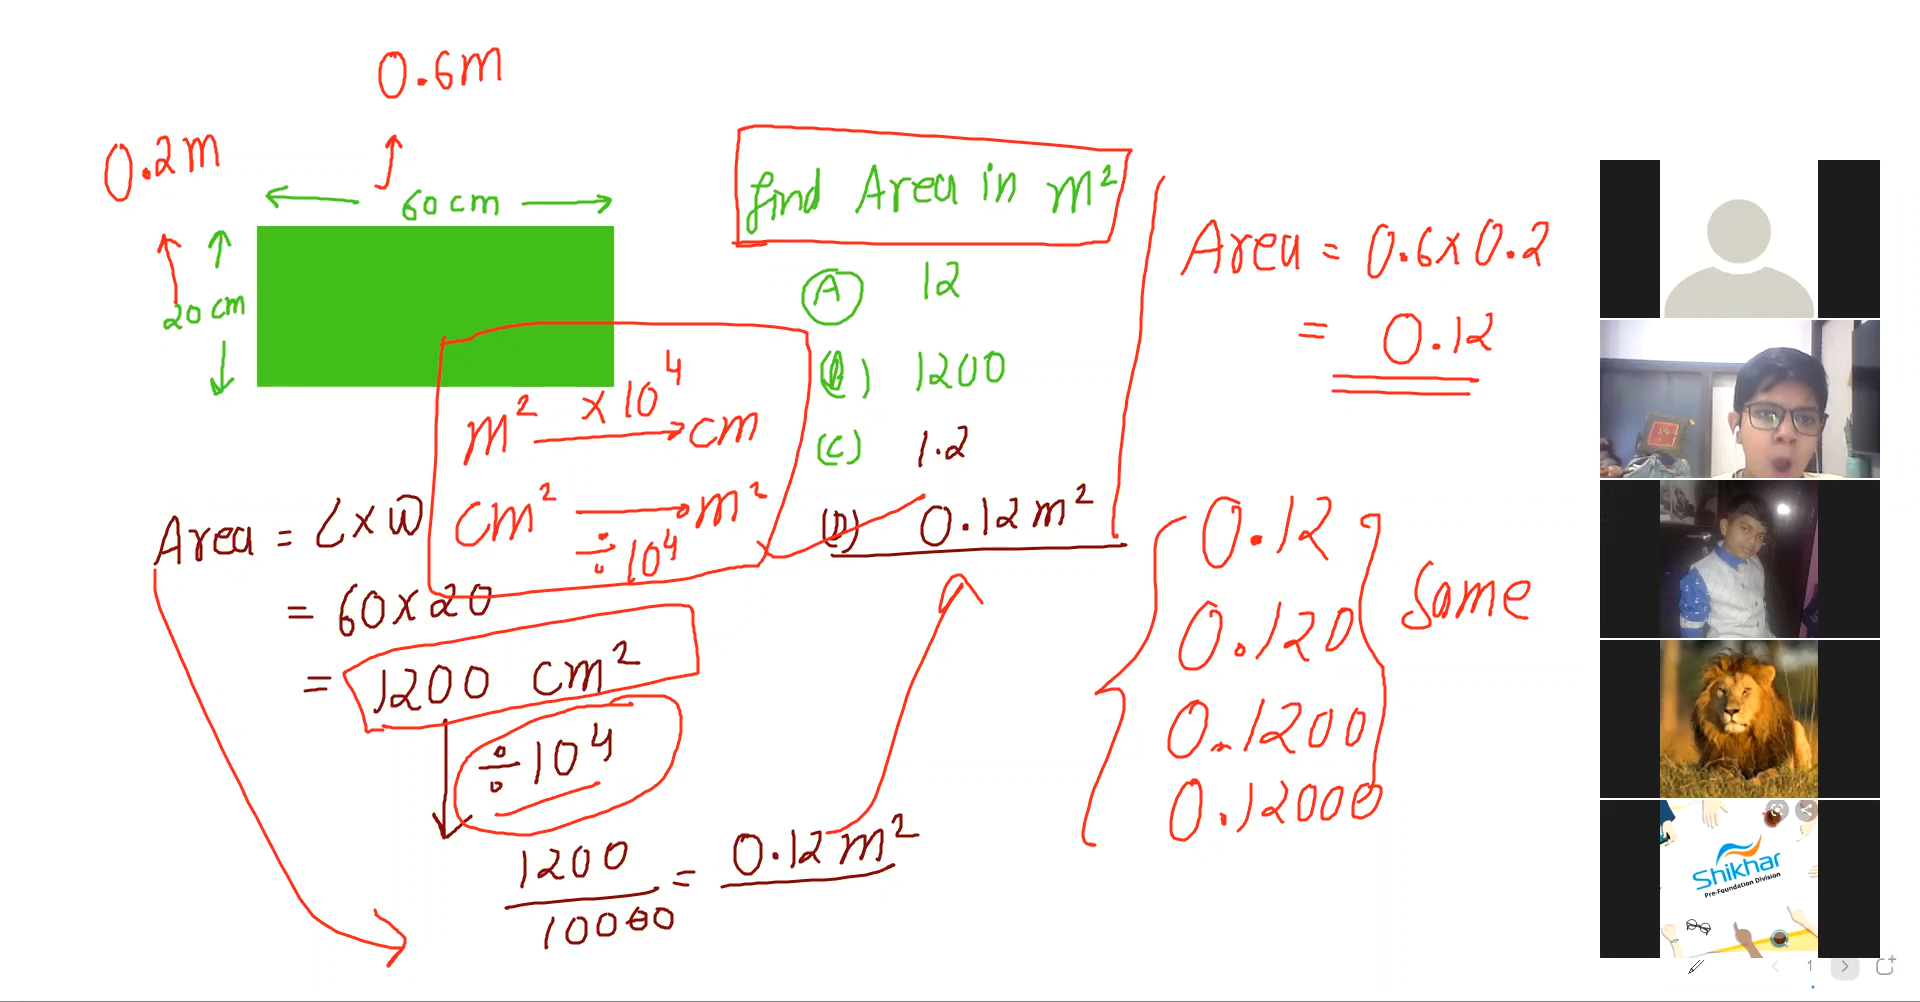 0.6m
0.2m
60 cm
20 cm
find Area in m²
(A) 12
( ) 1200
(C) 1.2
(D) 0.12 m²
m² ×10⁴ → cm
cm² → m²
÷ 10⁴
Area = L×W
= 60×20
= 1200 cm²
÷10⁴
1200
10000
= 0.12 m²
Area = 0.6×0.2
= 0.12
0.12
0.120
0.1200
0.12000
Same
Shikhar
Pre-Foundation Division
1